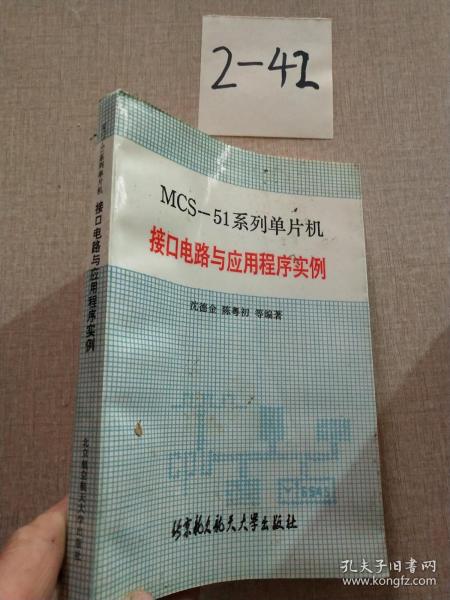 2-42
MCS-51系列单片机
接口电路与应用程序实例
沈德金 陈粤初 等编著
北京航空航天大学出版社
系列单片机 接口电路与应用程序实例
北京航空航天大学出版社
孔夫子旧书网
www.kongfz.com